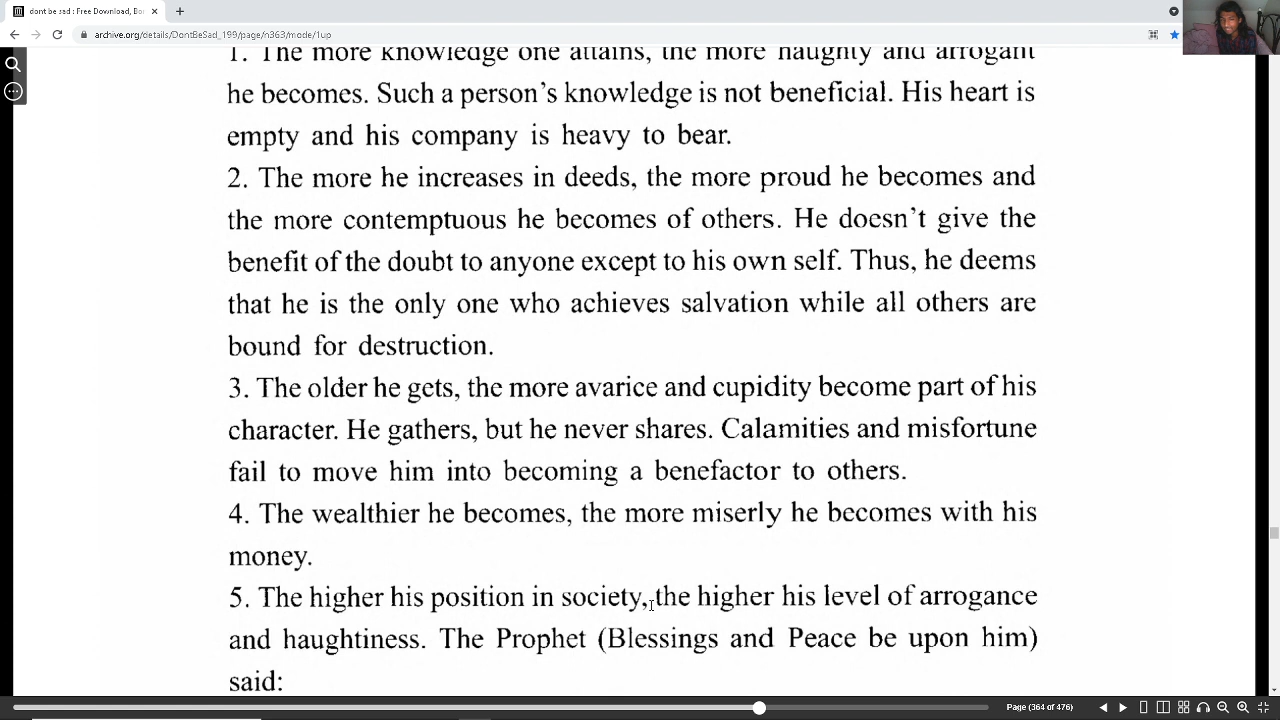 dont be sad : Free Download, Bo
archive.org/details/DontBeSad_199/page/n363/mode/1up
1. The more knowledge one attains, the more haughty and arrogant
he becomes. Such a person's knowledge is not beneficial. His heart is
empty and his company is heavy to bear.
2. The more he increases in deeds, the more proud he becomes and
the more contemptuous he becomes of others. He doesn't give the
benefit of the doubt to anyone except to his own self. Thus, he deems
that he is the only one who achieves salvation while all others are
bound for destruction.
3. The older he gets, the more avarice and cupidity become part of his
character. He gathers, but he never shares. Calamities and misfortune
fail to move him into becoming a benefactor to others.
4. The wealthier he becomes, the more miserly he becomes with his
money.
5. The higher his position in society, the higher his level of arrogance
and haughtiness. The Prophet (Blessings and Peace be upon him)
said:
Page (364 of 476)